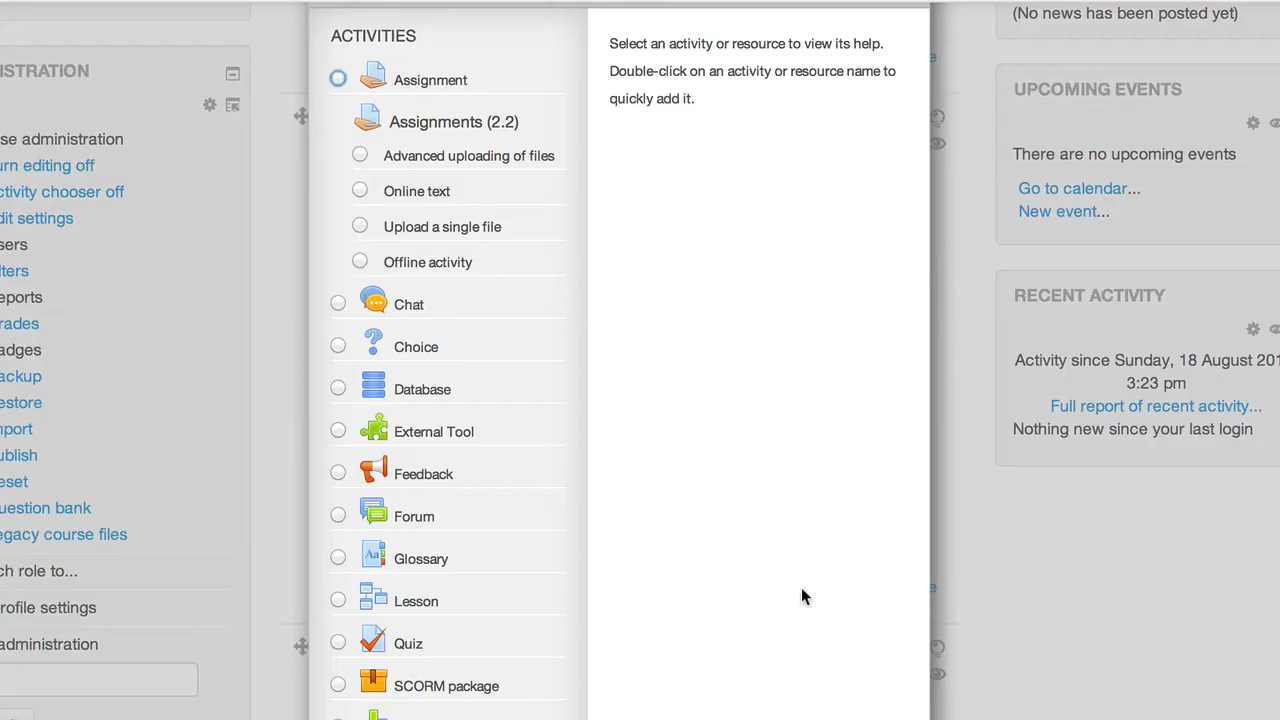 ISTRATION
se administration
urn editing off
ctivity chooser off
dit settings
sers
lters
eports
rades
adges
ackup
estore
mport
ublish
eset
uestion bank
egacy course files
ch role to...
rofile settings
administration
ACTIVITIES
Assignment
Assignments (2.2)
Advanced uploading of files
Online text
Upload a single file
Offline activity
Chat
Choice
Database
External Tool
Feedback
Forum
Glossary
Lesson
Quiz
SCORM package
Select an activity or resource to view its help.
Double-click on an activity or resource name to
quickly add it.
(No news has been posted yet)
e
UPCOMING EVENTS
There are no upcoming events
Go to calendar...
New event...
RECENT ACTIVITY
Activity since Sunday, 18 August 201
3:23 pm
Full report of recent activity...
Nothing new since your last login
e